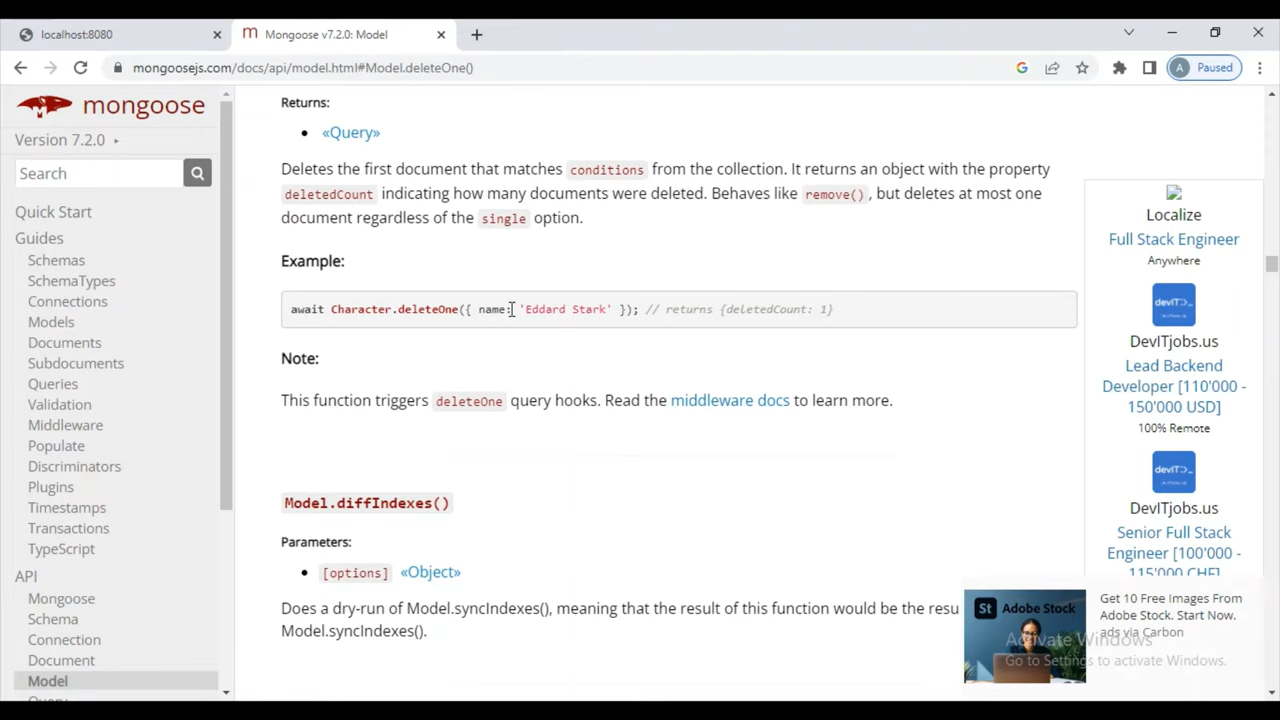 localhost:8080
Mongoose v7.2.0: Model
mongoosejs.com/docs/api/model.html#Model.deleteOne()
A Paused
mongoose
Version 7.2.0
Search
Quick Start
Guides
Schemas
SchemaTypes
Connections
Models
Documents
Subdocuments
Queries
Validation
Middleware
Populate
Discriminators
Plugins
Timestamps
Transactions
TypeScript
API
Mongoose
Schema
Connection
Document
Model
Query
Returns:
«Query»
Deletes the first document that matches conditions from the collection. It returns an object with the property
deletedCount indicating how many documents were deleted. Behaves like remove(), but deletes at most one
document regardless of the single option.
Example:
await Character.deleteOne({ name: 'Eddard Stark' }); // returns {deletedCount: 1}
Note:
This function triggers deleteOne query hooks. Read the middleware docs to learn more.
Model.diffIndexes()
Parameters:
[options] «Object»
Does a dry-run of Model.syncIndexes(), meaning that the result of this function would be the resu
Model.syncIndexes().
Localize
Full Stack Engineer
Anywhere
devIT
DevITjobs.us
Lead Backend
Developer [110'000 -
150'000 USD]
100% Remote
devIT
DevITjobs.us
Senior Full Stack
Engineer [100'000 -
115'000 CHF]
St Adobe Stock
Get 10 Free Images From
Adobe Stock. Start Now.
ads via Carbon
Activate Windows
Go to Settings to activate Windows.